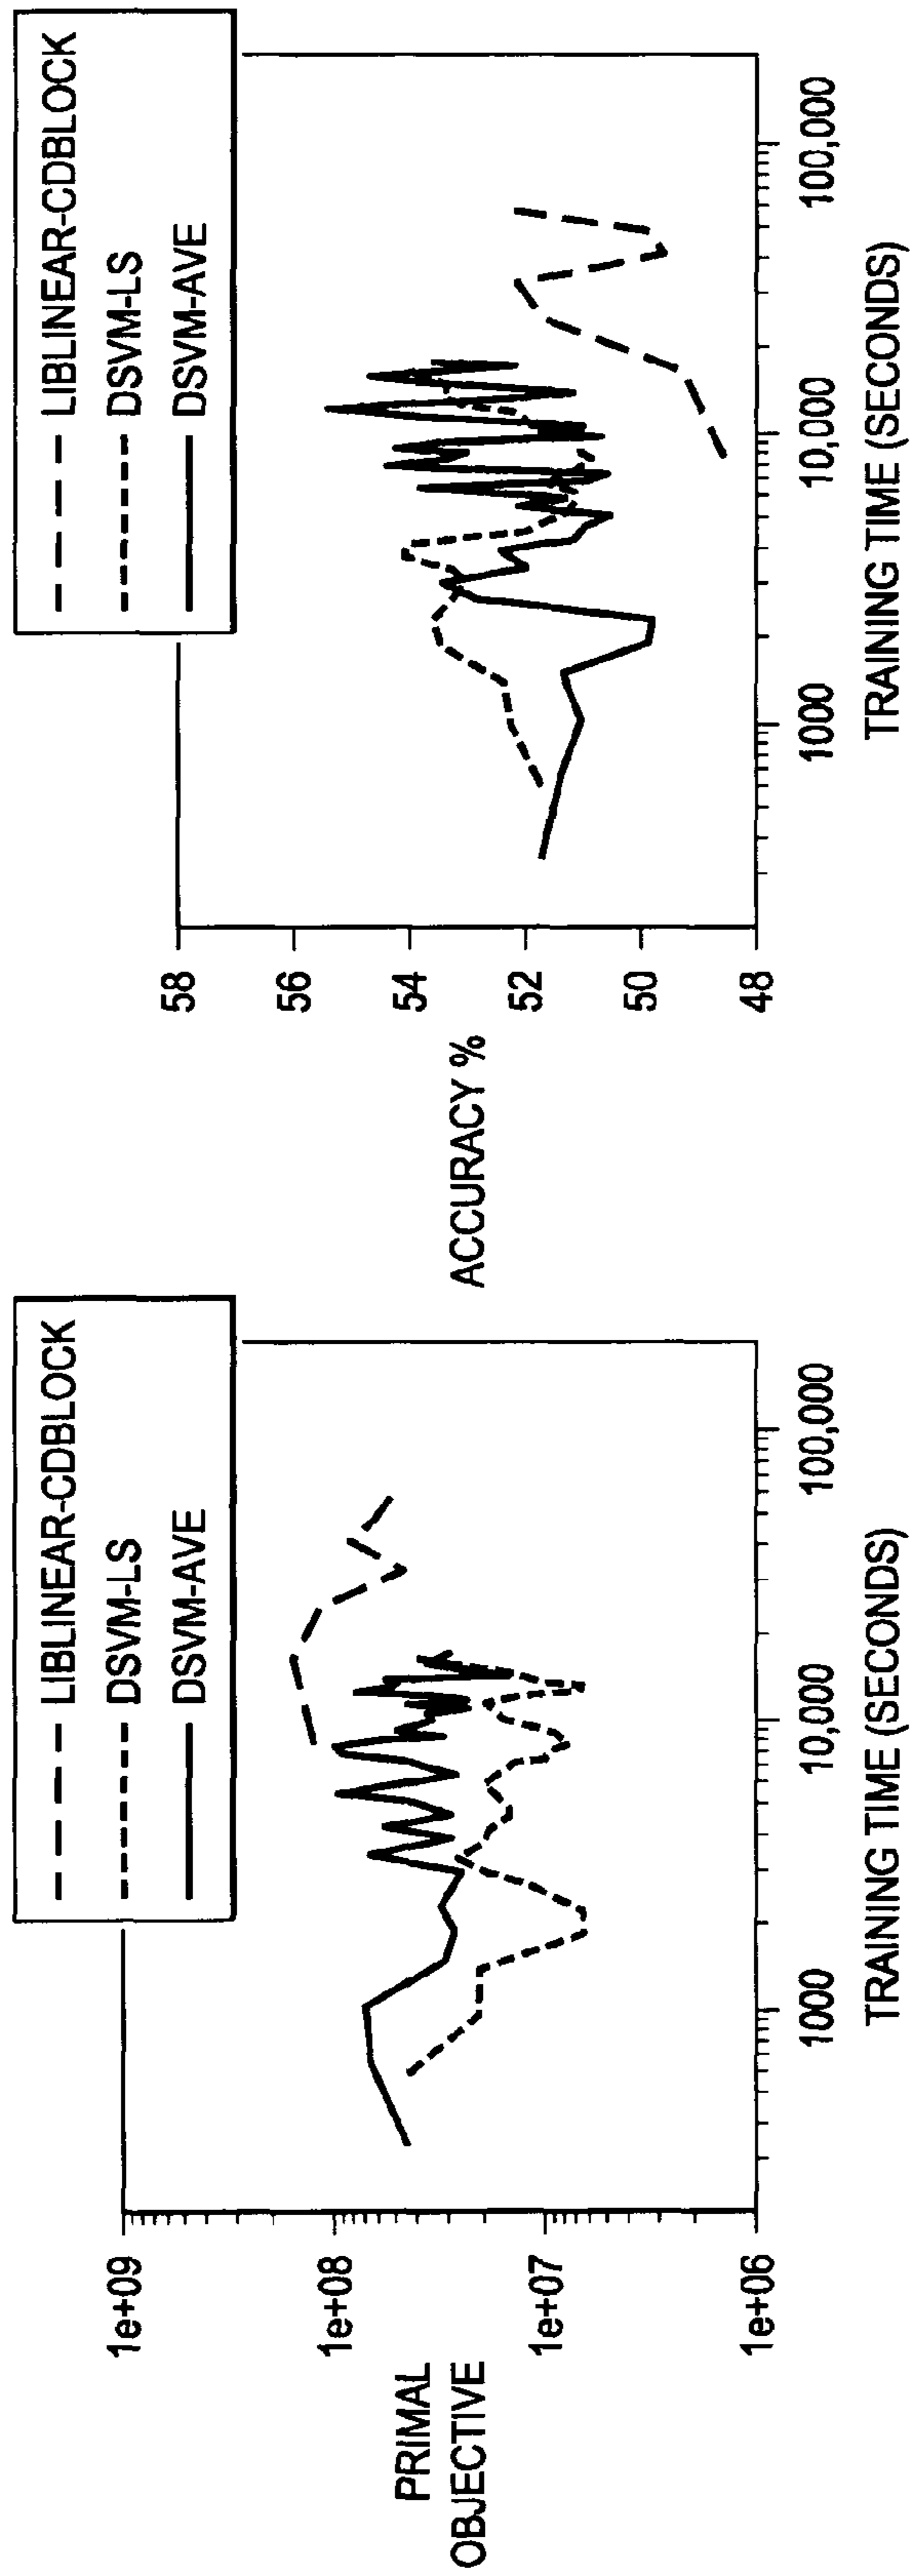 LIBLINEAR-CDBLOCK
DSVM-LS
DSVM-AVE
1e+09
1e+08
1e+07
1e+06
PRIMAL
OBJECTIVE
1000
10,000
100,000
TRAINING TIME (SECONDS)
LIBLINEAR-CDBLOCK
DSVM-LS
DSVM-AVE
58
56
54
52
50
48
ACCURACY %
1000
10,000
100,000
TRAINING TIME (SECONDS)